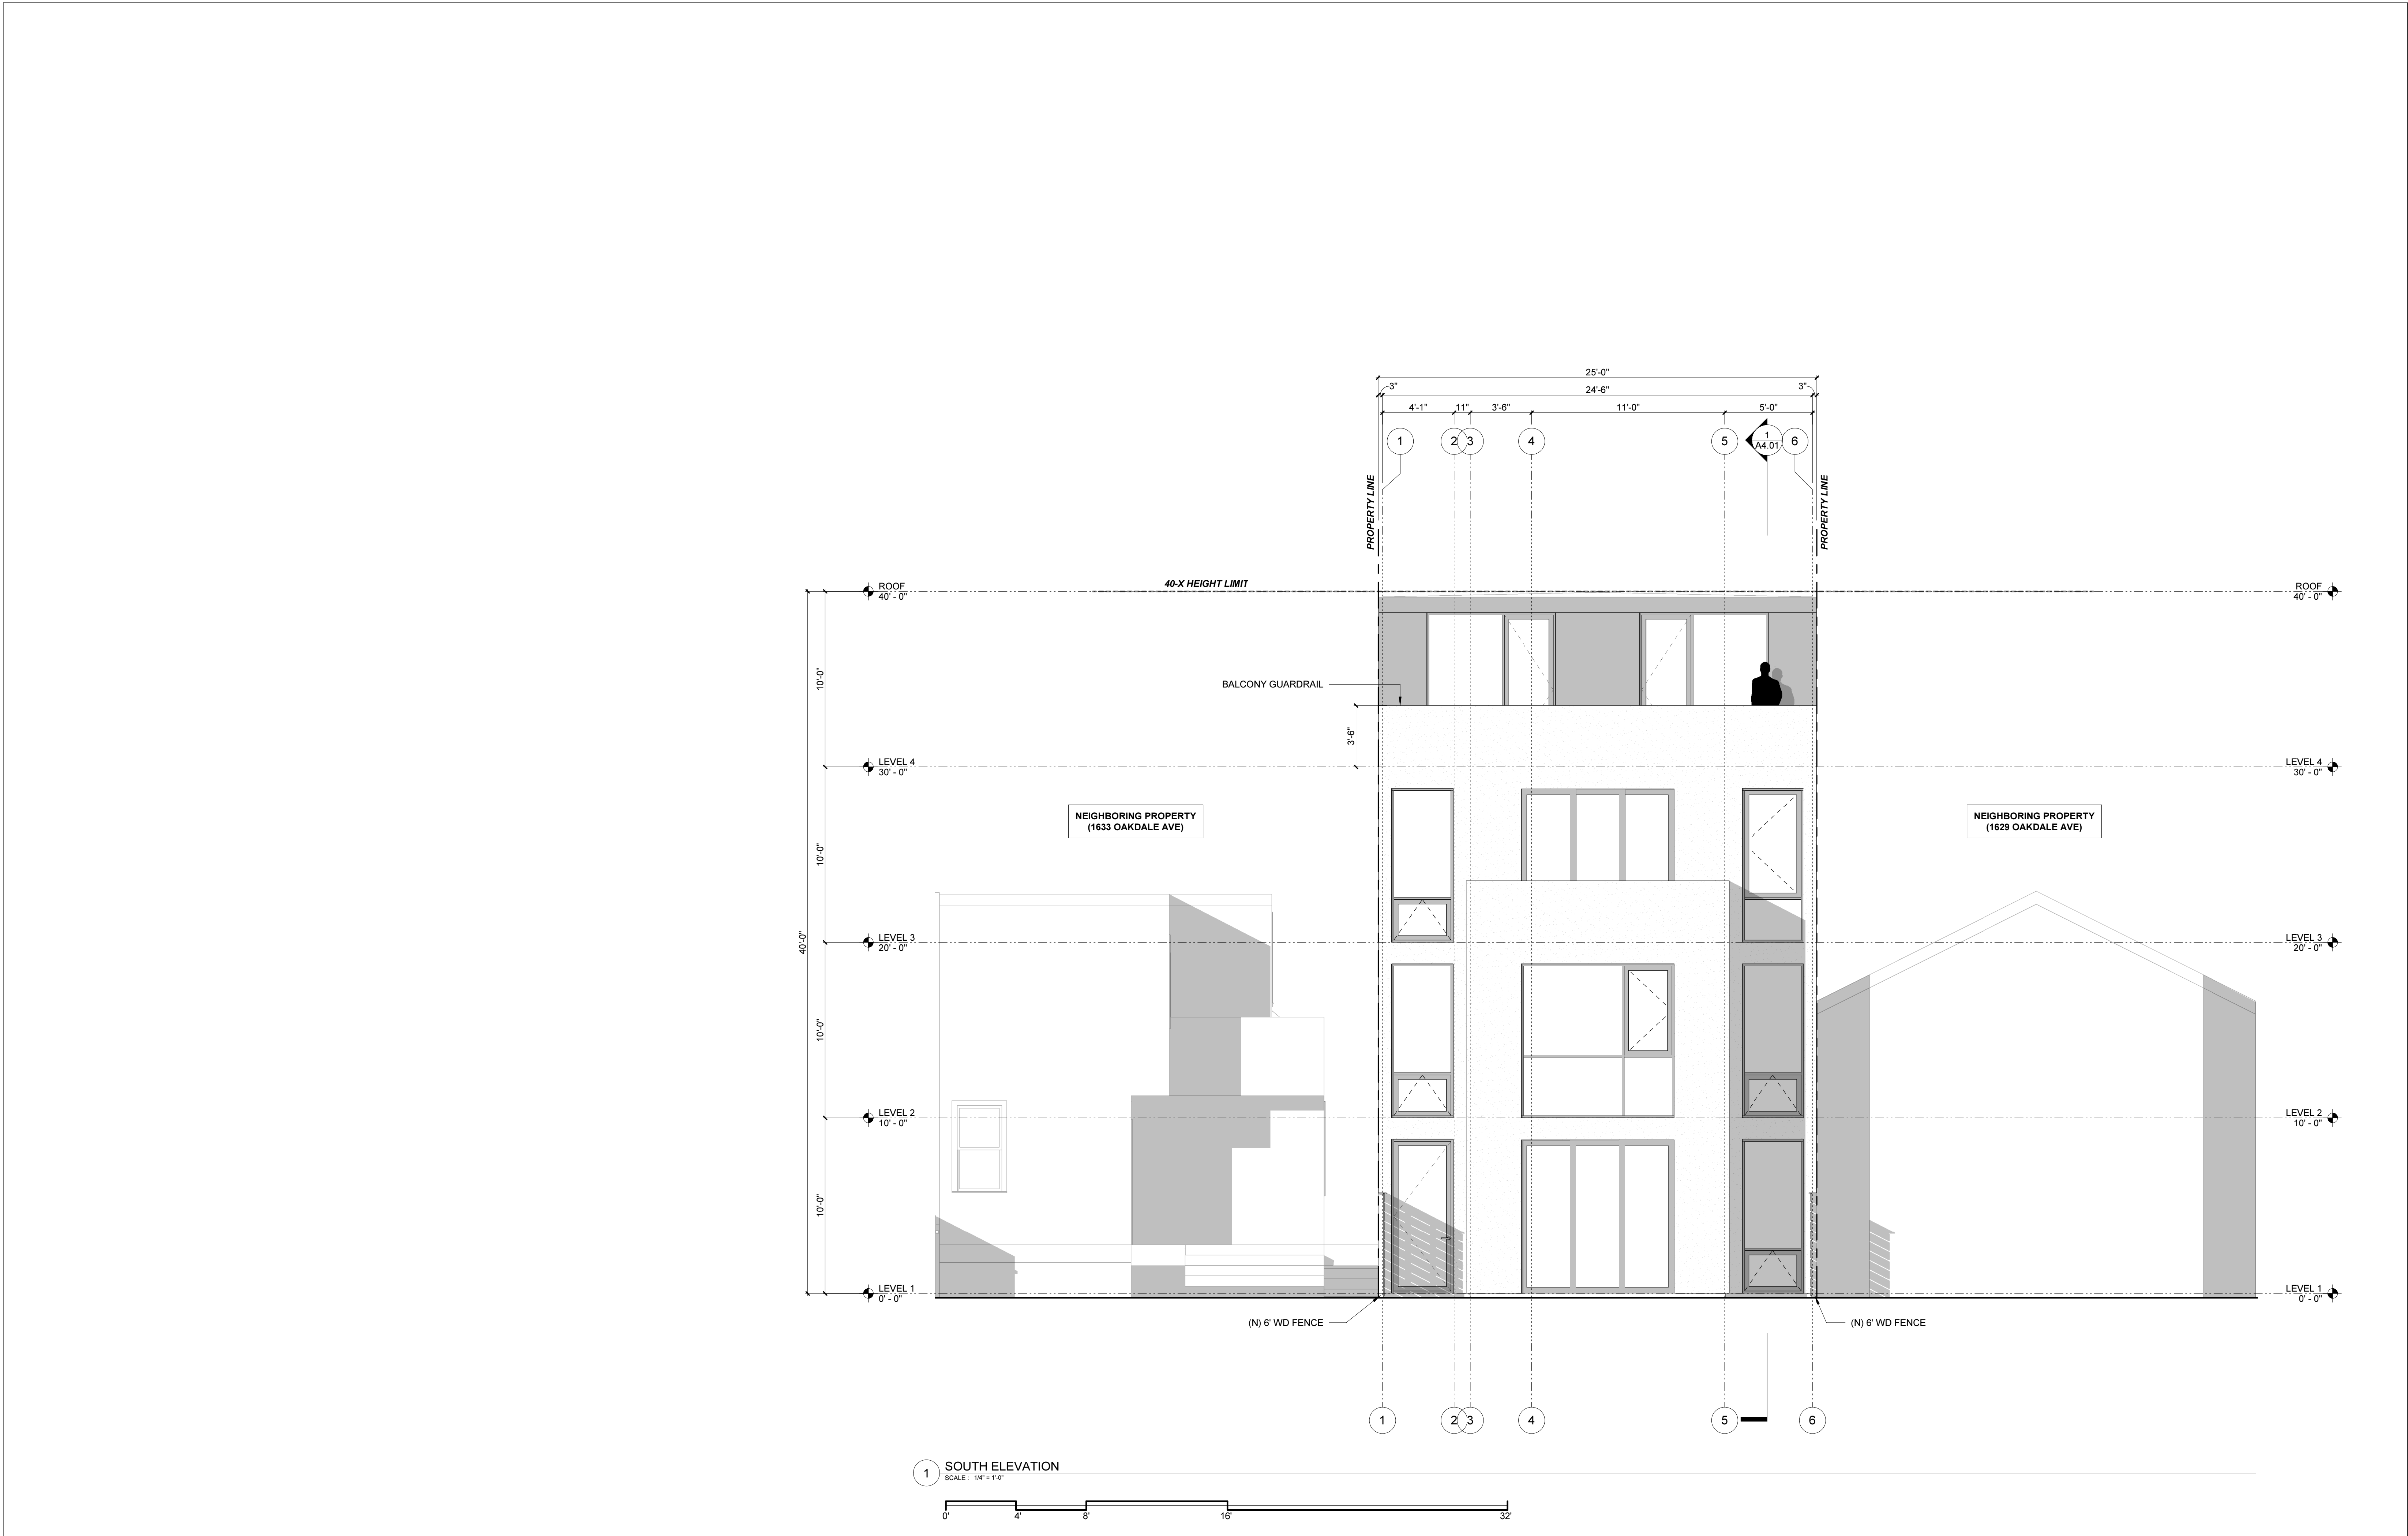 25'-0"
3"
24'-6"
3"
4'-1"
11"
3'-6"
11'-0"
5'-0"
1
2
3
4
5
1
A4.01
6
PROPERTY LINE
PROPERTY LINE
ROOF
40' - 0"
40-X HEIGHT LIMIT
ROOF
40' - 0"
10'-0"
BALCONY GUARDRAIL
3'-6"
LEVEL 4
30' - 0"
LEVEL 4
30' - 0"
NEIGHBORING PROPERTY
(1633 OAKDALE AVE)
NEIGHBORING PROPERTY
(1629 OAKDALE AVE)
10'-0"
40'-0"
LEVEL 3
20' - 0"
LEVEL 3
20' - 0"
10'-0"
LEVEL 2
10' - 0"
LEVEL 2
10' - 0"
10'-0"
LEVEL 1
0' - 0"
LEVEL 1
0' - 0"
(N) 6' WD FENCE
(N) 6' WD FENCE
1
2
3
4
5
6
1
SOUTH ELEVATION
SCALE : 1/4" = 1'-0"
0'
4'
8'
16'
32'